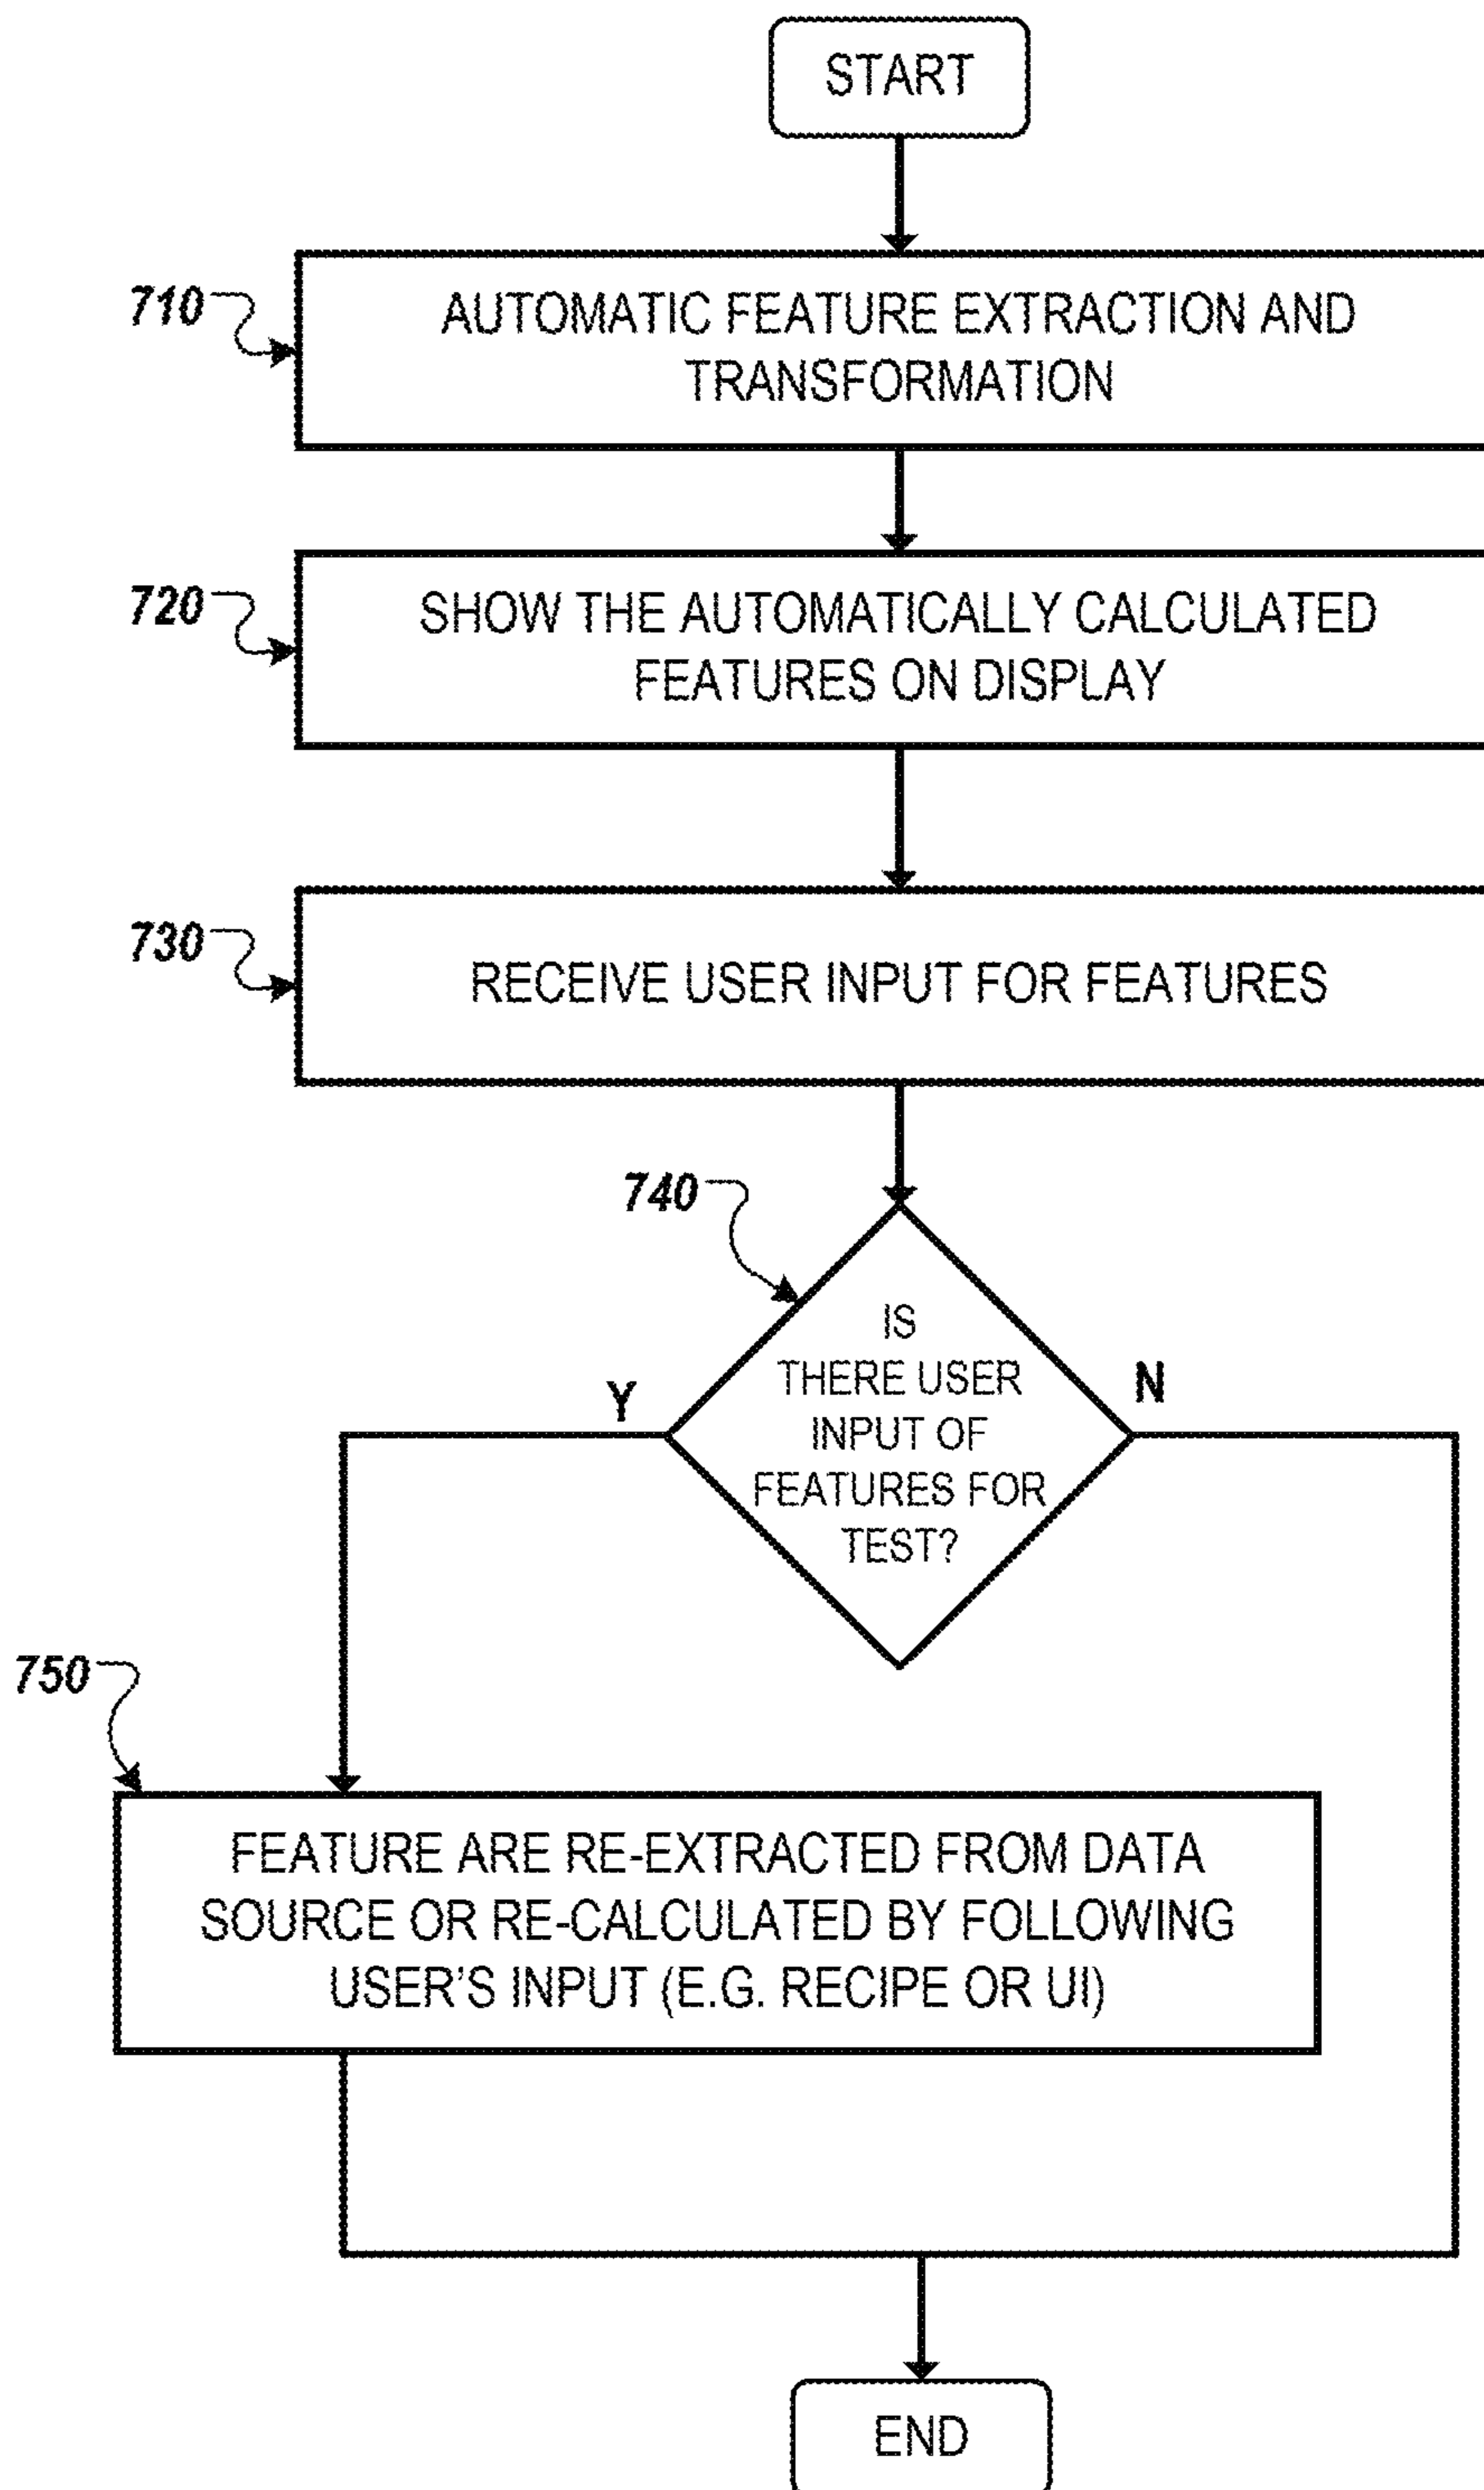 START
710
AUTOMATIC FEATURE EXTRACTION AND
TRANSFORMATION
720
SHOW THE AUTOMATICALLY CALCULATED
FEATURES ON DISPLAY
730
RECEIVE USER INPUT FOR FEATURES
740
IS
THERE USER
INPUT OF
FEATURES FOR
TEST?
Y
N
750
FEATURE ARE RE-EXTRACTED FROM DATA
SOURCE OR RE-CALCULATED BY FOLLOWING
USER'S INPUT (E.G. RECIPE OR UI)
END